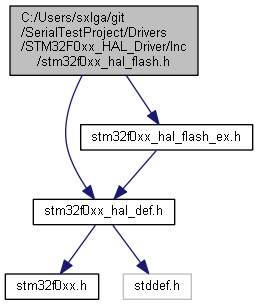 C:/Users/sxlga/git
/SerialTestProject/Drivers
/STM32F0xx_HAL_Driver/Inc
/stm32f0xx_hal_flash.h
stm32f0xx_hal_flash_ex.h
stm32f0xx_hal_def.h
stm32f0xx.h
stddef.h